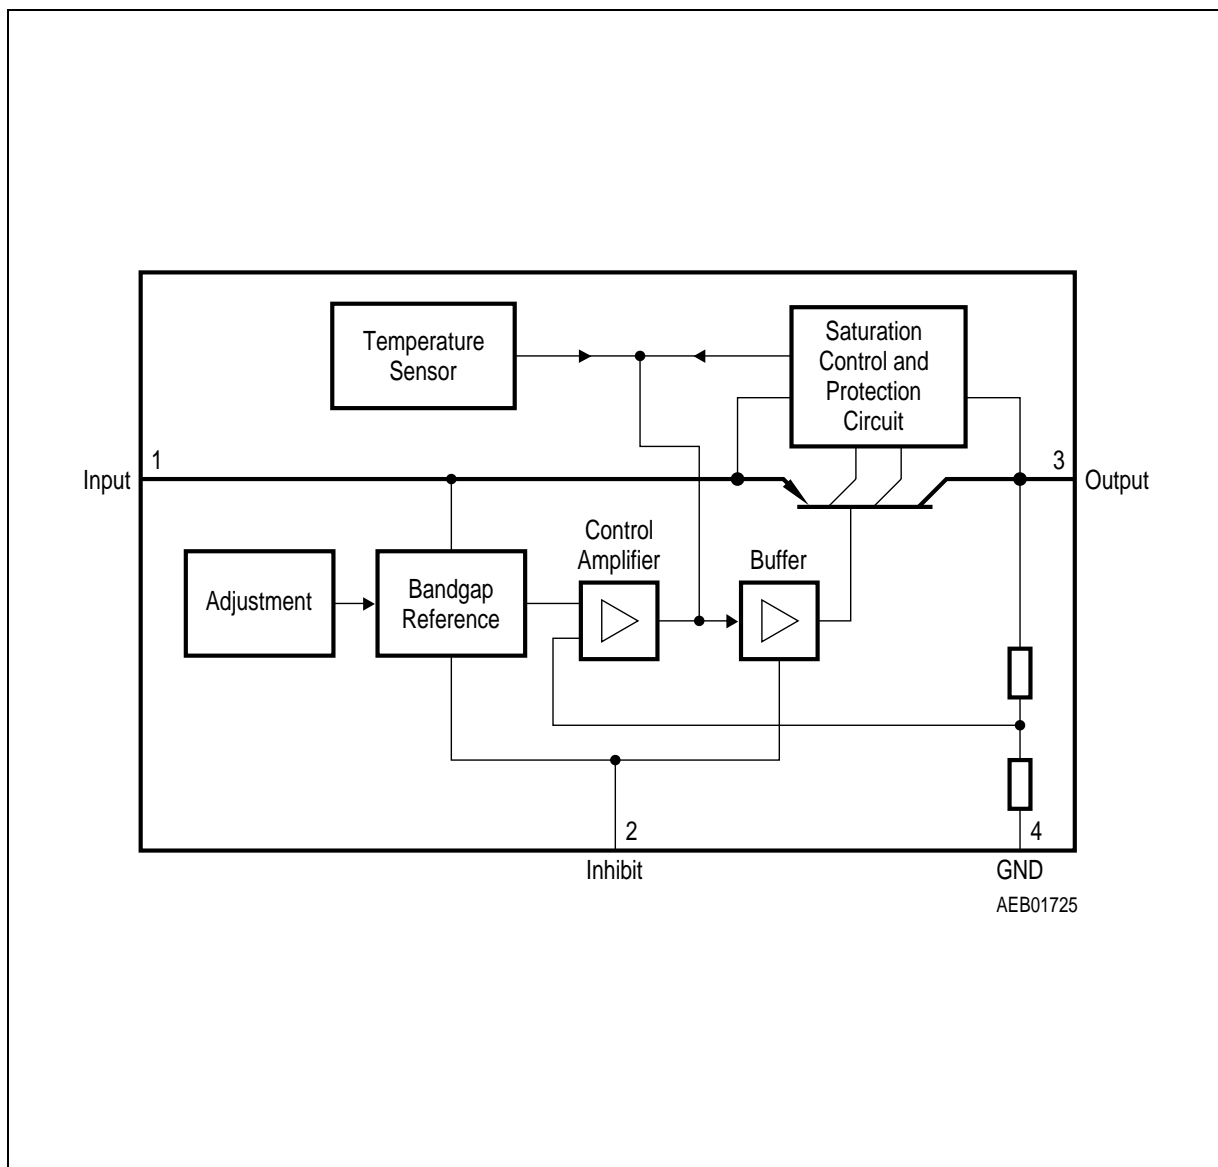 Temperature
Sensor
Saturation
Control and
Protection
Circuit
1
3
Input
Output
Control
Amplifier
Buffer
Adjustment
Bandgap
Reference
2
4
Inhibit
GND
AEB01725